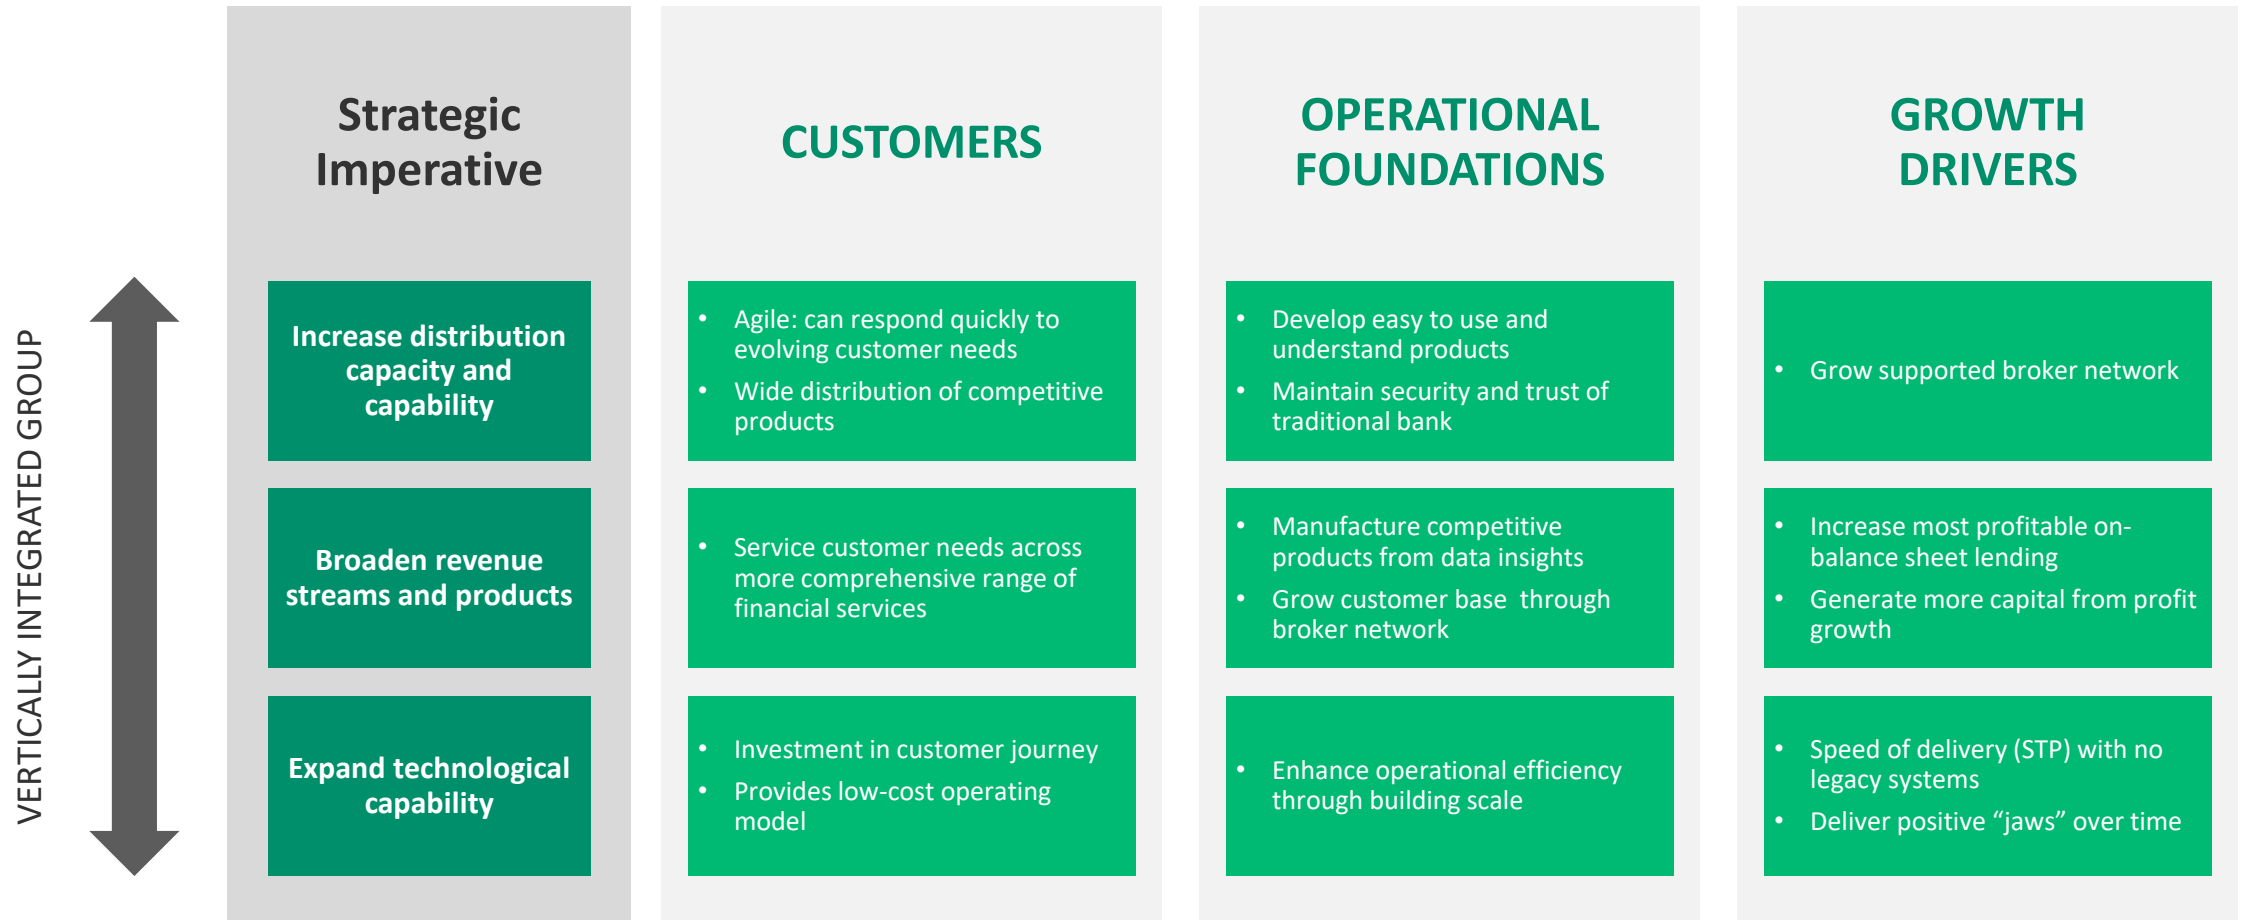 Strategic
Imperative
CUSTOMERS
OPERATIONAL
FOUNDATIONS
GROWTH
DRIVERS
VERTICALLY INTEGRATED GROUP
Increase distribution
capacity and
capability
• Agile: can respond quickly to
evolving customer needs
• Wide distribution of competitive
products
• Develop easy to use and
understand products
• Maintain security and trust of
traditional bank
• Grow supported broker network
Broaden revenue
streams and products
• Service customer needs across
more comprehensive range of
financial services
• Manufacture competitive
products from data insights
• Grow customer base  through
broker network
• Increase most profitable on-
balance sheet lending
• Generate more capital from profit
growth
Expand technological
capability
• Investment in customer journey
• Provides low-cost operating
model
• Enhance operational efficiency
through building scale
• Speed of delivery (STP) with no
legacy systems
• Deliver positive “jaws” over time